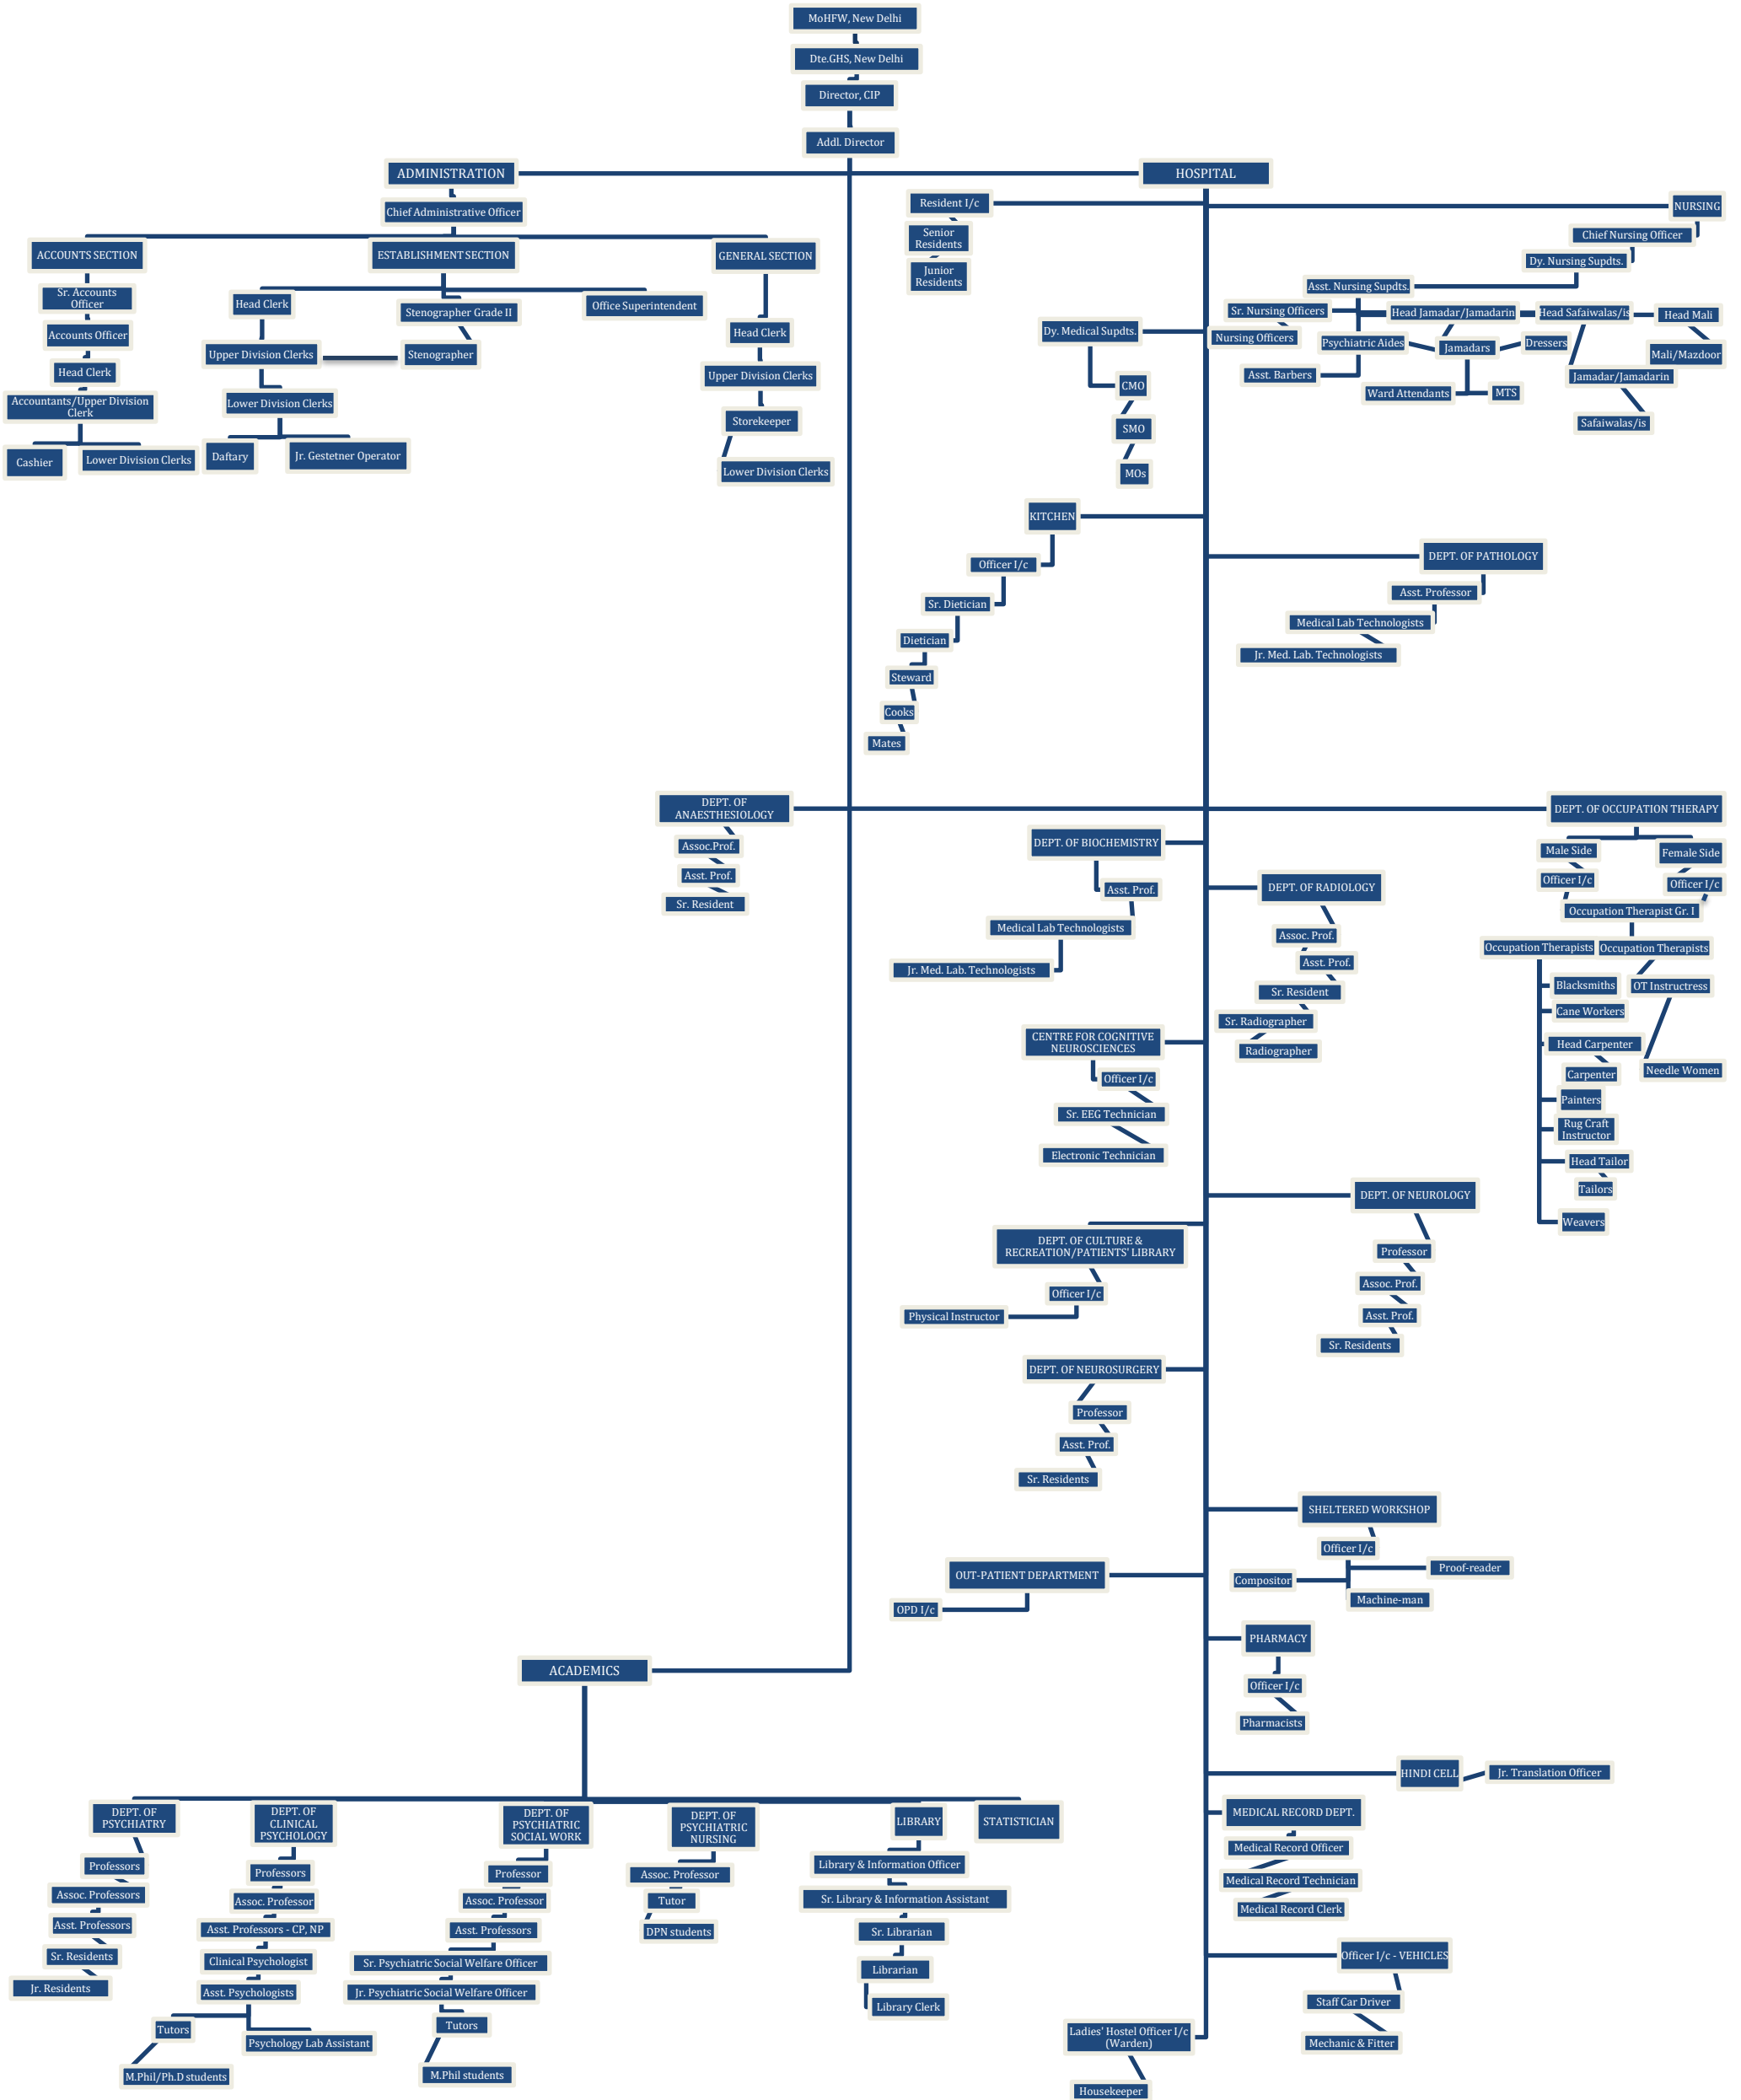 MoHFW, New Delhi
Dte.GHS, New Delhi
Director, CIP
Addl. Director
ADMINISTRATION
Chief Administrative Officer
ACCOUNTS SECTION
Sr. Accounts
Officer
Accounts Officer
Head Clerk
Accountants/Upper Division
Clerk
Cashier
Lower Division Clerks
ESTABLISHMENT SECTION
Head Clerk
Stenographer Grade II
Office Superintendent
Upper Division Clerks
Stenographer
Lower Division Clerks
Daftary
Jr. Gestetner Operator
GENERAL SECTION
Head Clerk
Upper Division Clerks
Storekeeper
Lower Division Clerks
HOSPITAL
Resident I/c
Senior
Residents
Junior
Residents
NURSING
Chief Nursing Officer
Dy. Nursing Supdts.
Asst. Nursing Supdts.
Sr. Nursing Officers
Head Jamadar/Jamadarin
Head Safaiwalas/is
Head Mali
Nursing Officers
Psychiatric Aides
Jamadars
Dressers
Mali/Mazdoor
Asst. Barbers
Jamadar/Jamadarin
Ward Attendants
MTS
Safaiwalas/is
Dy. Medical Supdts.
CMO
SMO
MOs
KITCHEN
Officer I/c
Sr. Dietician
Dietician
Steward
Cooks
Mates
DEPT. OF PATHOLOGY
Asst. Professor
Medical Lab Technologists
Jr. Med. Lab. Technologists
DEPT. OF
ANAESTHESIOLOGY
Assoc.Prof.
Asst. Prof.
Sr. Resident
DEPT. OF OCCUPATION THERAPY
Male Side
Female Side
Officer I/c
Officer I/c
Occupation Therapist Gr. I
Occupation Therapists
Occupation Therapists
Blacksmiths
OT Instructress
Cane Workers
Head Carpenter
Needle Women
Carpenter
Painters
Rug Craft
Instructor
Head Tailor
Tailors
Weavers
DEPT. OF BIOCHEMISTRY
Asst. Prof.
Medical Lab Technologists
Jr. Med. Lab. Technologists
DEPT. OF RADIOLOGY
Assoc. Prof.
Asst. Prof.
Sr. Resident
Sr. Radiographer
Radiographer
CENTRE FOR COGNITIVE
NEUROSCIENCES
Officer I/c
Sr. EEG Technician
Electronic Technician
DEPT. OF NEUROLOGY
Professor
Assoc. Prof.
Asst. Prof.
Sr. Residents
DEPT. OF CULTURE &
RECREATION/PATIENTS' LIBRARY
Officer I/c
Physical Instructor
DEPT. OF NEUROSURGERY
Professor
Asst. Prof.
Sr. Residents
SHELTERED WORKSHOP
Officer I/c
Proof-reader
Compositor
Machine-man
OUT-PATIENT DEPARTMENT
OPD I/c
PHARMACY
Officer I/c
Pharmacists
HINDI CELL
Jr. Translation Officer
MEDICAL RECORD DEPT.
Medical Record Officer
Medical Record Technician
Medical Record Clerk
Officer I/c - VEHICLES
Staff Car Driver
Mechanic & Fitter
Ladies' Hostel Officer I/c
(Warden)
Housekeeper
ACADEMICS
DEPT. OF
PSYCHIATRY
Professors
Assoc. Professors
Asst. Professors
Sr. Residents
Jr. Residents
DEPT. OF
CLINICAL
PSYCHOLOGY
Professors
Assoc. Professor
Asst. Professors - CP, NP
Clinical Psychologist
Asst. Psychologists
Tutors
Psychology Lab Assistant
M.Phil/Ph.D students
DEPT. OF
PSYCHIATRIC
SOCIAL WORK
Professor
Assoc. Professor
Asst. Professors
Sr. Psychiatric Social Welfare Officer
Jr. Psychiatric Social Welfare Officer
Tutors
M.Phil students
DEPT. OF
PSYCHIATRIC
NURSING
Assoc. Professor
Tutor
DPN students
LIBRARY
Library & Information Officer
Sr. Library & Information Assistant
Sr. Librarian
Librarian
Library Clerk
STATISTICIAN